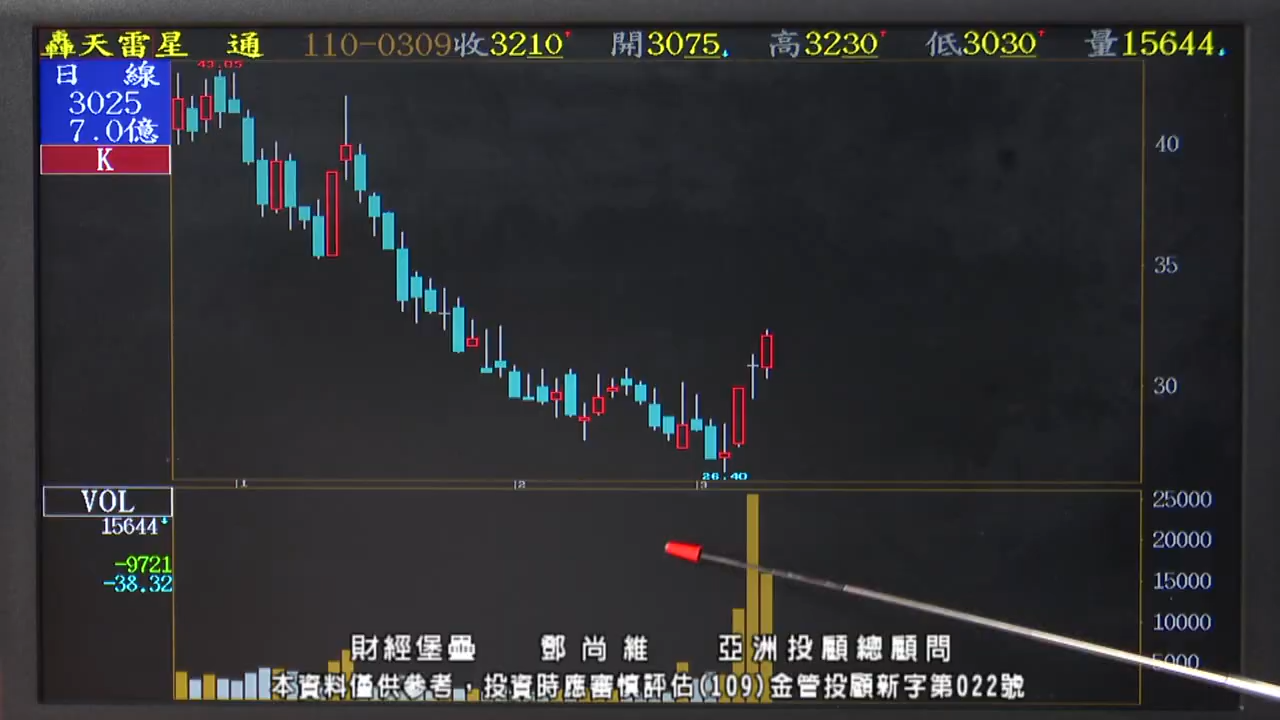 轟天雷星 通 110-0309收3210↑ 開3075↓ 高3230↑ 低3030↑ 量15644↓
日 線
3025
7.0億
K
43.05
40
35
30
26.40
1 2 3
VOL
15644↓
-9721
-38.32
25000
20000
15000
10000
5000
財經堡壘 鄧尚維 亞洲投顧總顧問
本資料僅供參考，投資時應審慎評估(109)金管投顧新字第022號